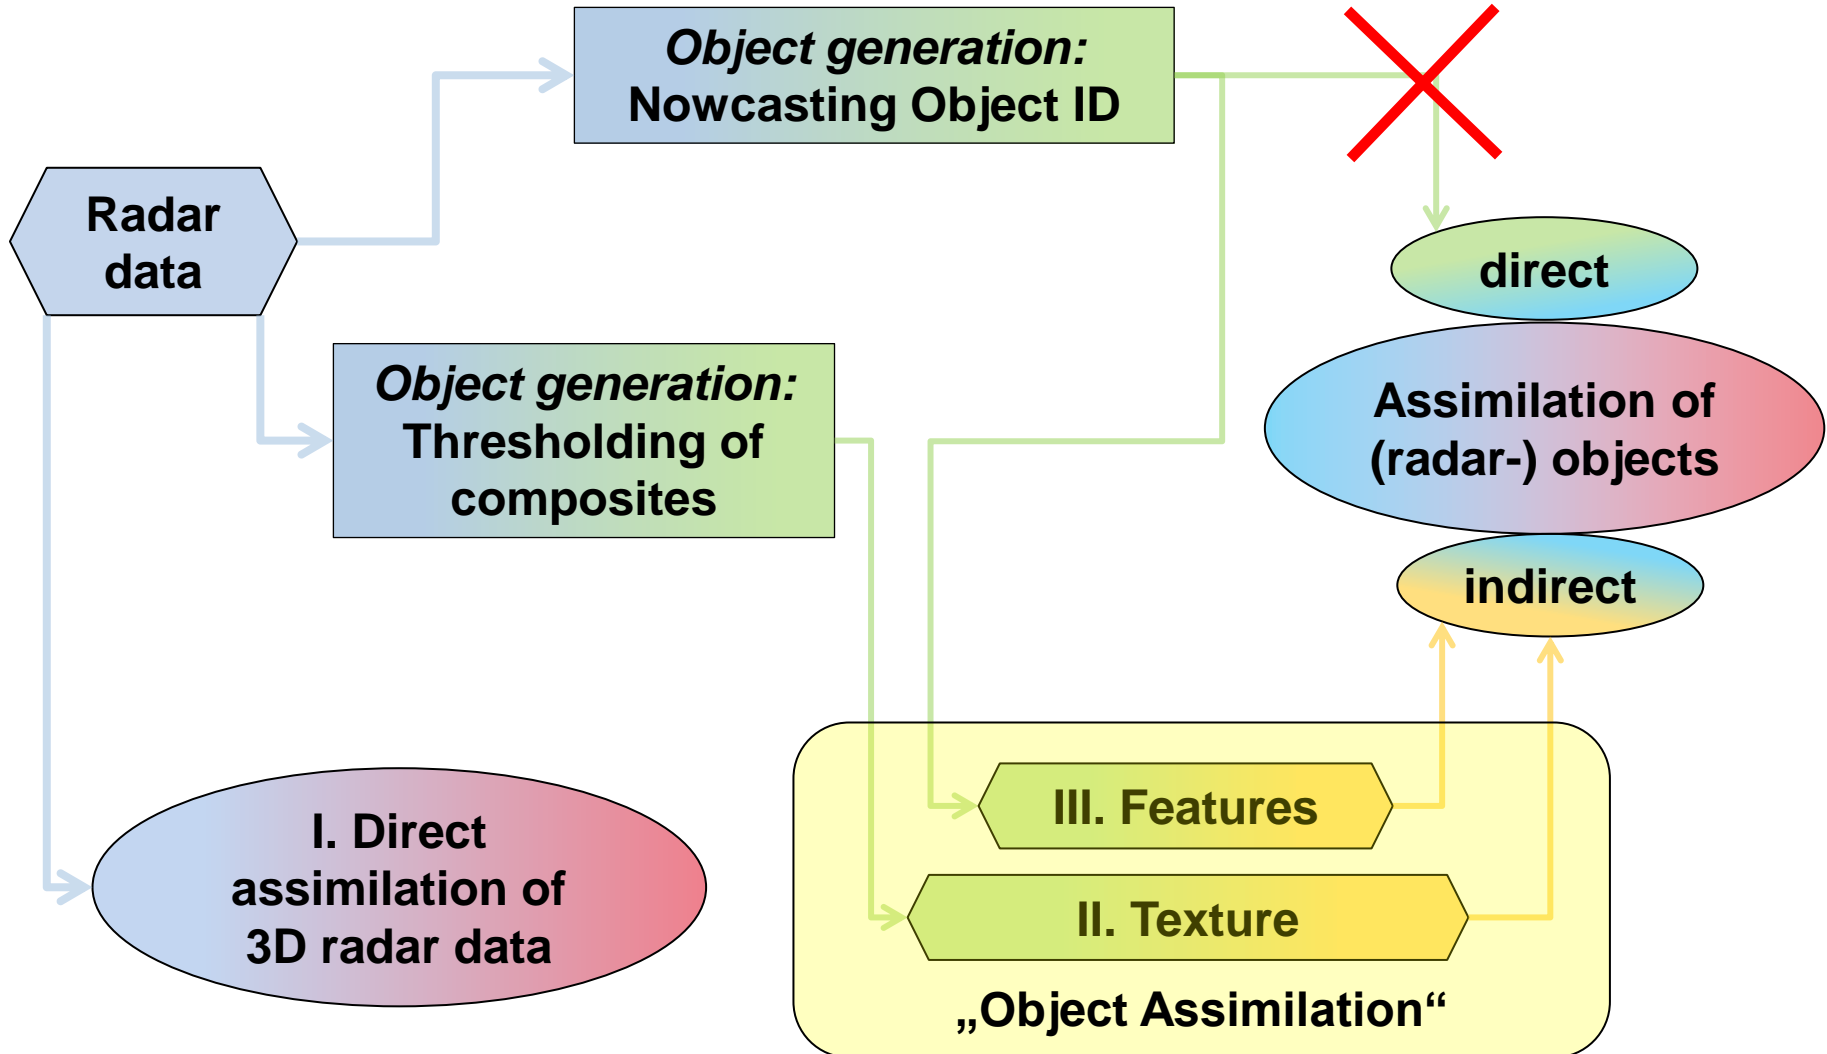 Object generation:
Nowcasting Object ID
Radar
data
direct
Object generation:
Thresholding of
composites
Assimilation of
(radar-) objects
indirect
III. Features
I. Direct
assimilation of
3D radar data
II. Texture
„Object Assimilation“